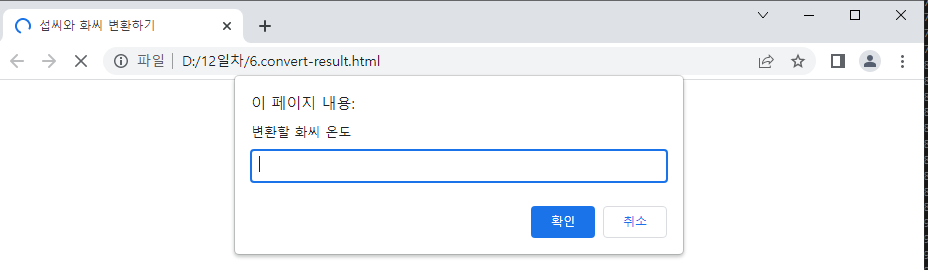 섭씨와 화씨 변환하기
파일 D:/12일차/6.convert-result.html
이 페이지 내용:
변환할 화씨 온도
확인 취소